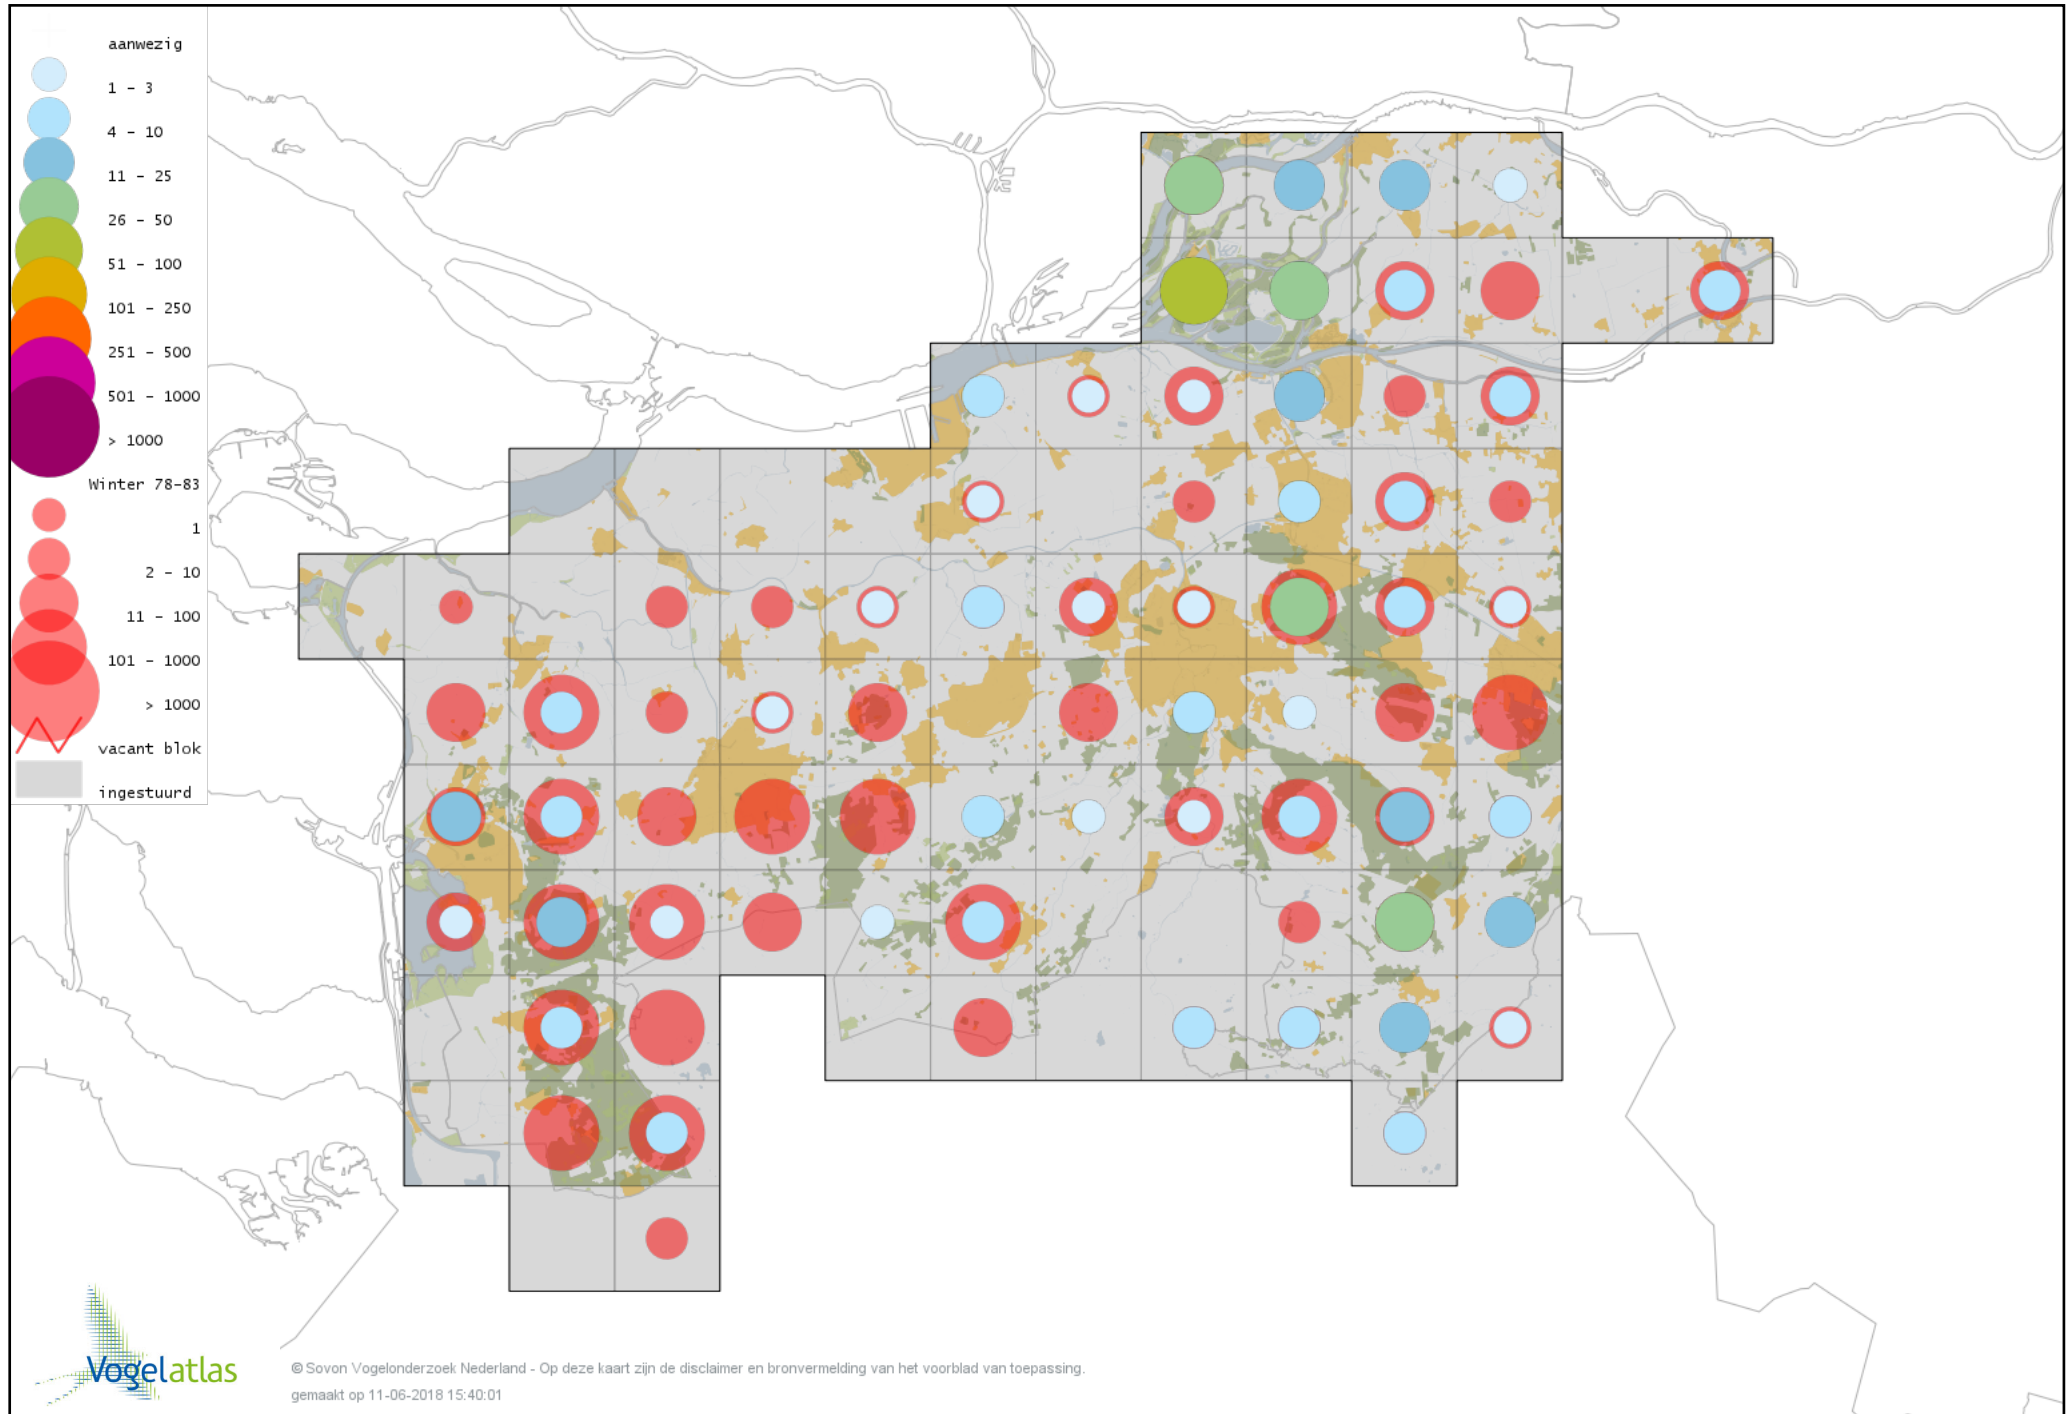 aanwezig
1 - 3
4 - 10
11 - 25
26 - 50
51 - 100
101 - 250
251 - 500
501 - 1000
> 1000
Winter 78-83
1
2 - 10
11 - 100
101 - 1000
> 1000
vacant blok
ingestuurd
Vogelatlas
© Sovon Vogelonderzoek Nederland - Op deze kaart zijn de disclaimer en bronvermelding van het voorblad van toepassing.
gemaakt op 11-06-2018 15:40:01